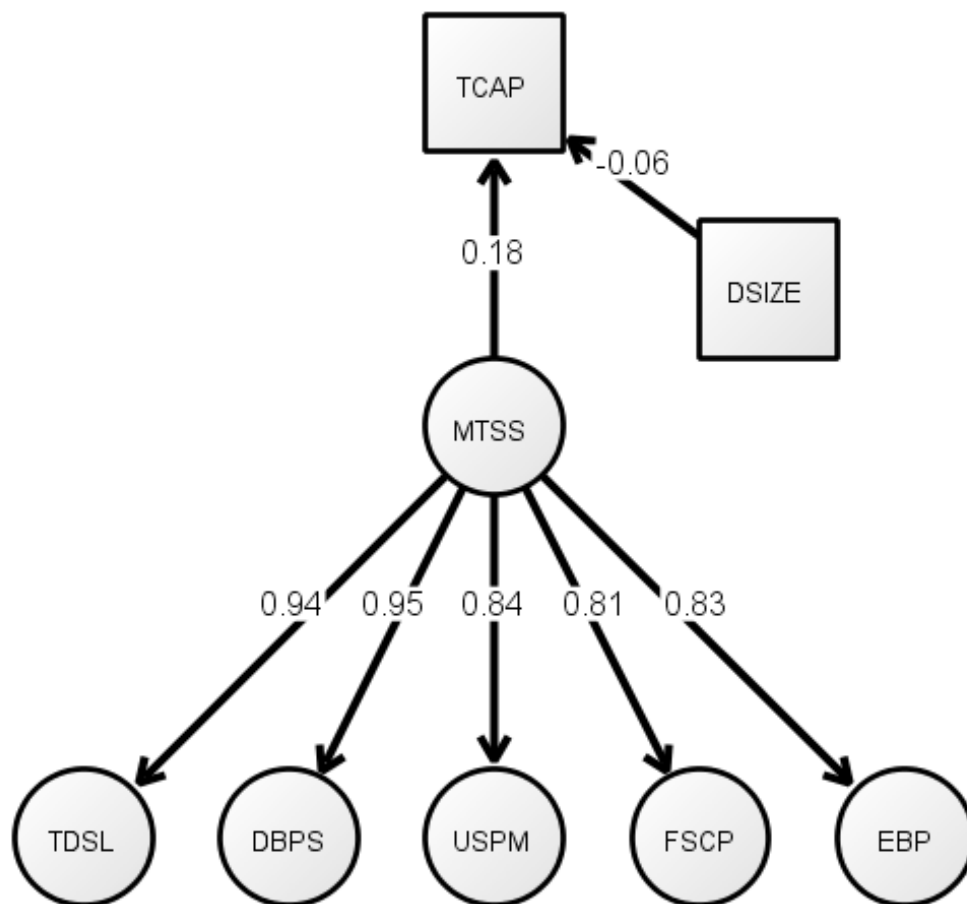 TCAP
-0.06
0.18
DSIZE
MTSS
0.94 0.95 0.84 0.81 0.83
TDSL DBPS USPM FSCP EBP